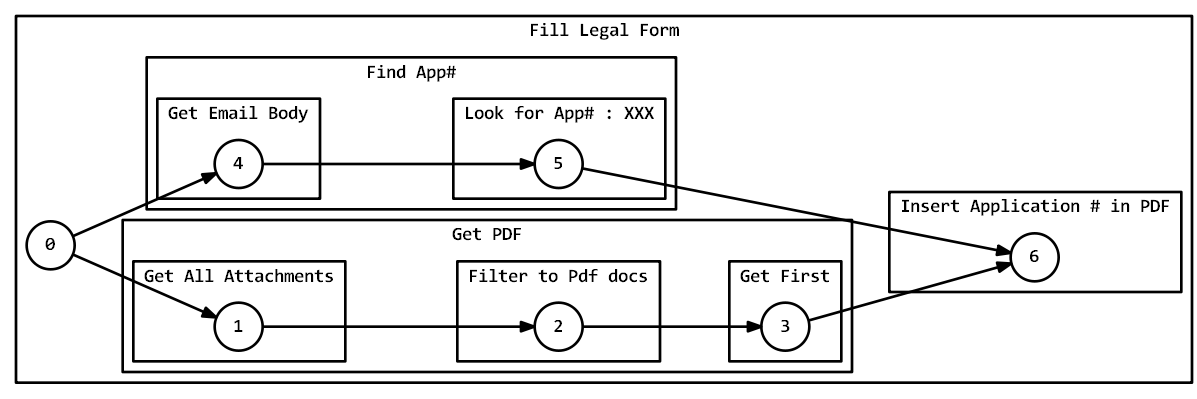 Fill Legal Form
Find App#
Get Email Body
Look for App# : XXX
4
5
Insert Application # in PDF
0
6
Get PDF
Get All Attachments
Filter to Pdf docs
Get First
1
2
3